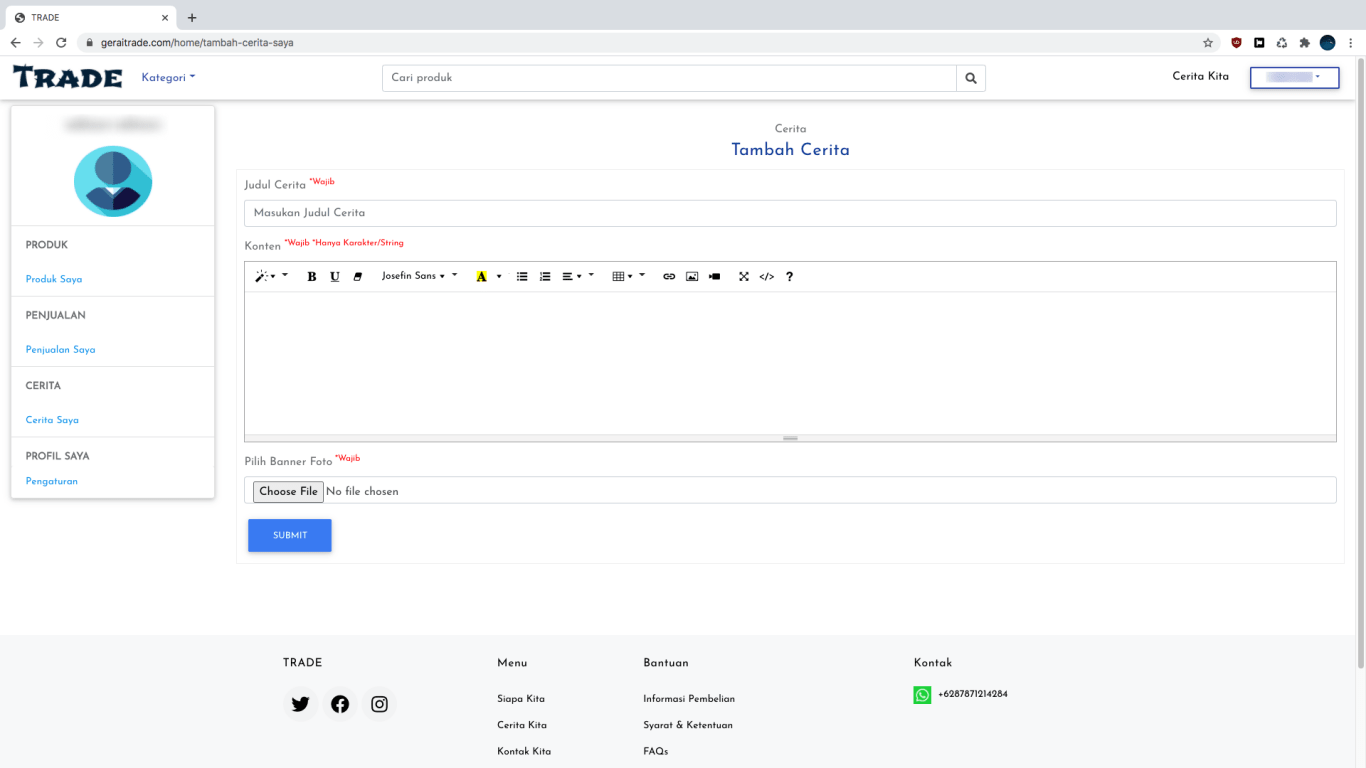 TRADE
geraitrade.com/home/tambah-cerita-saya
TRADE
Kategori
Cari produk
Cerita Kita
PRODUK
Produk Saya
PENJUALAN
Penjualan Saya
CERITA
Cerita Saya
PROFIL SAYA
Pengaturan
Cerita
Tambah Cerita
Judul Cerita *Wajib
Masukan Judul Cerita
Konten *Wajib *Hanya Karakter/String
B U Josefin Sans A </> ?
Pilih Banner Foto *Wajib
Choose File No file chosen
SUBMIT
TRADE
Menu
Siapa Kita
Cerita Kita
Kontak Kita
Bantuan
Informasi Pembelian
Syarat & Ketentuan
FAQs
Kontak
+6287871214284